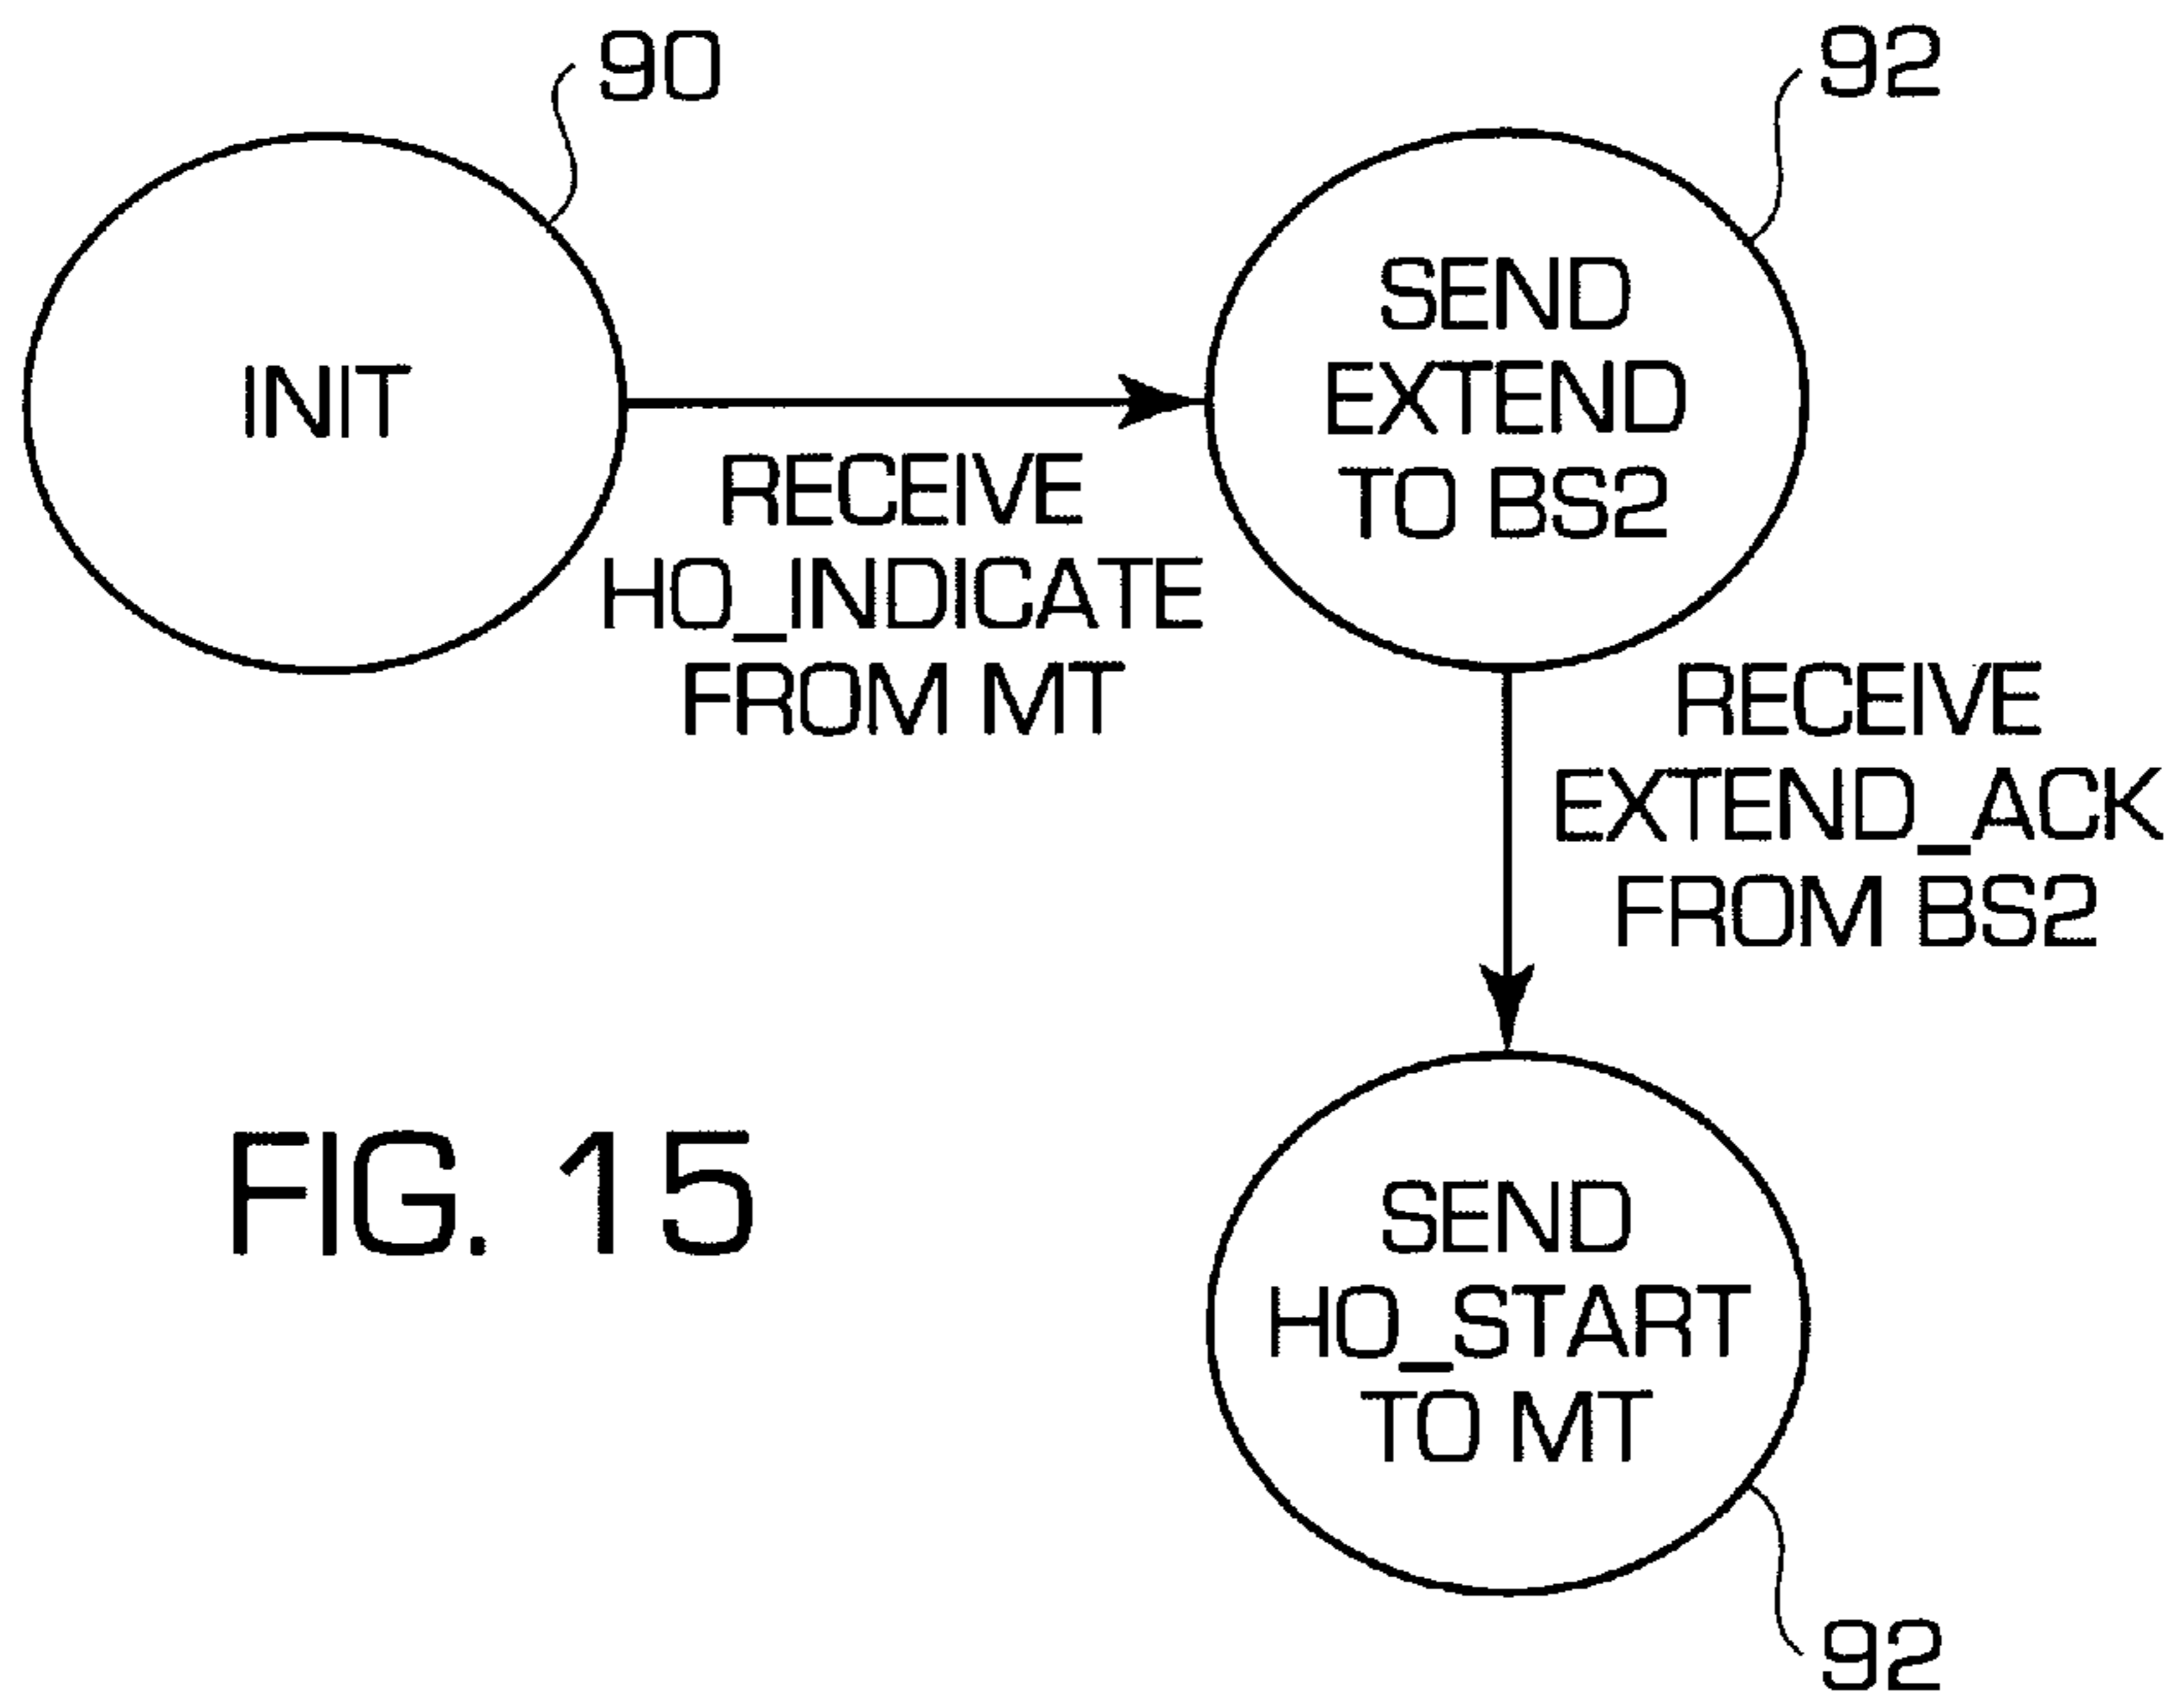 90
92
INIT
SEND
EXTEND
TO BS2
RECEIVE
HO_INDICATE
FROM MT
RECEIVE
EXTEND_ACK
FROM BS2
FIG. 15
SEND
HO_START
TO MT
92